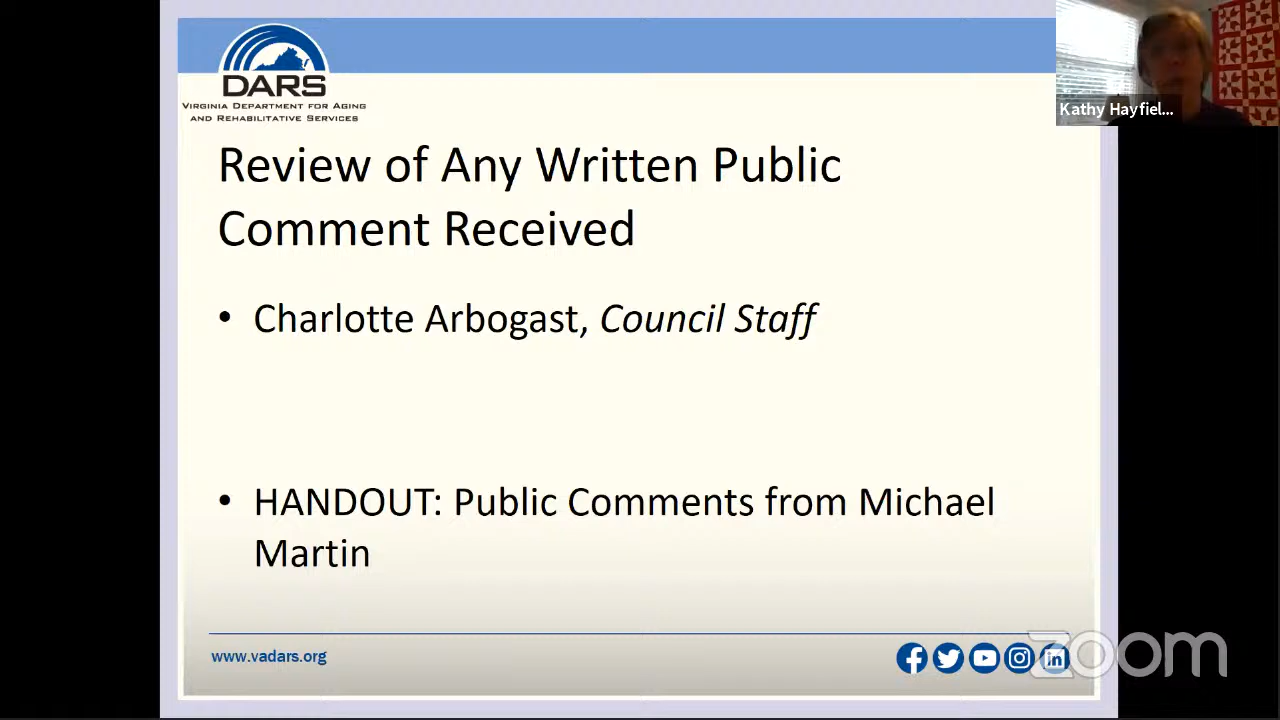 DARS
VIRGINIA DEPARTMENT FOR AGING
AND REHABILITATIVE SERVICES
Kathy Hayfiel...
Review of Any Written Public
Comment Received
• Charlotte Arbogast, Council Staff
• HANDOUT: Public Comments from Michael
Martin
www.vadars.org
zoom